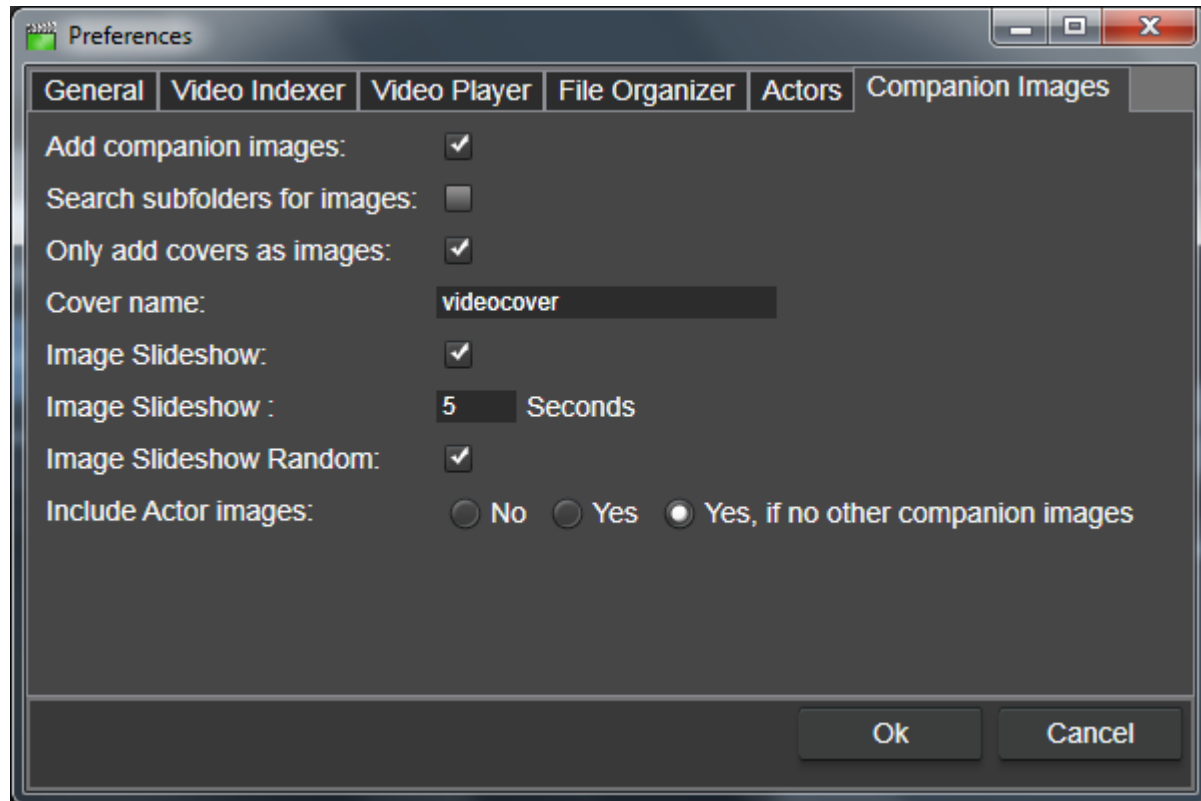 Preferences
General Video Indexer Video Player File Organizer Actors Companion Images
Add companion images:
Search subfolders for images:
Only add covers as images:
Cover name: videocover
Image Slideshow:
Image Slideshow : 5 Seconds
Image Slideshow Random:
Include Actor images: No Yes Yes, if no other companion images
Ok Cancel